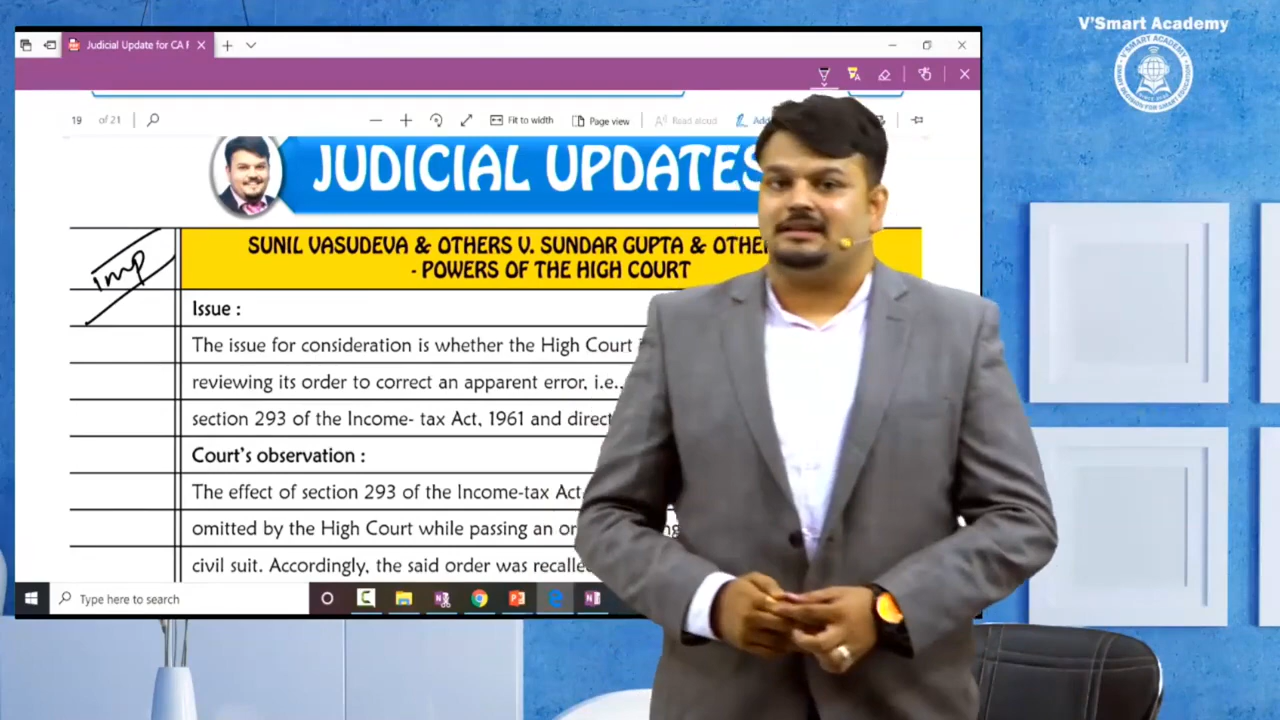 V'Smart Academy
V'SMART ACADEMY
Judicial Update for CA F
19 of 21
Fit to width
Page view
Read aloud
Add
JUDICIAL UPDATES
imp
SUNIL VASUDEVA & OTHERS V. SUNDAR GUPTA &
- POWERS OF THE HIGH COURT
Issue :
The issue for consideration is whether the High Court
reviewing its order to correct an apparent error, i.e.,
section 293 of the Income- tax Act, 1961 and
Court's observation :
The effect of section 293 of the Income-tax Act
omitted by the High Court while passing an
civil suit. Accordingly, the said order was
Type here to search